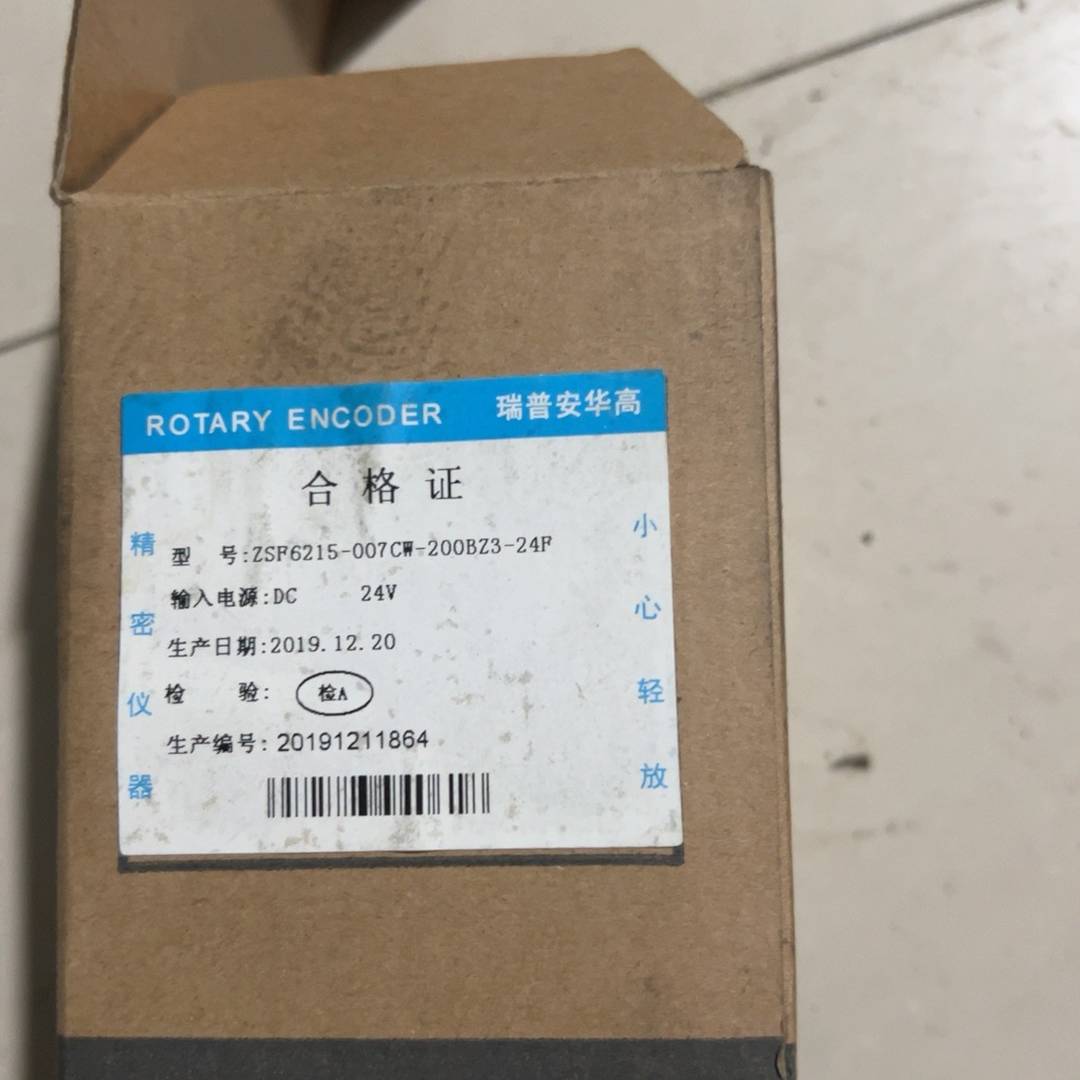 ROTARY ENCODER 瑞普安华高
合格证
型 号:ZSF6215-007CW-200BZ3-24F
输入电源:DC 24V
生产日期:2019.12.20
检 验: 检A
生产编号: 20191211864
精密仪器
小心轻放